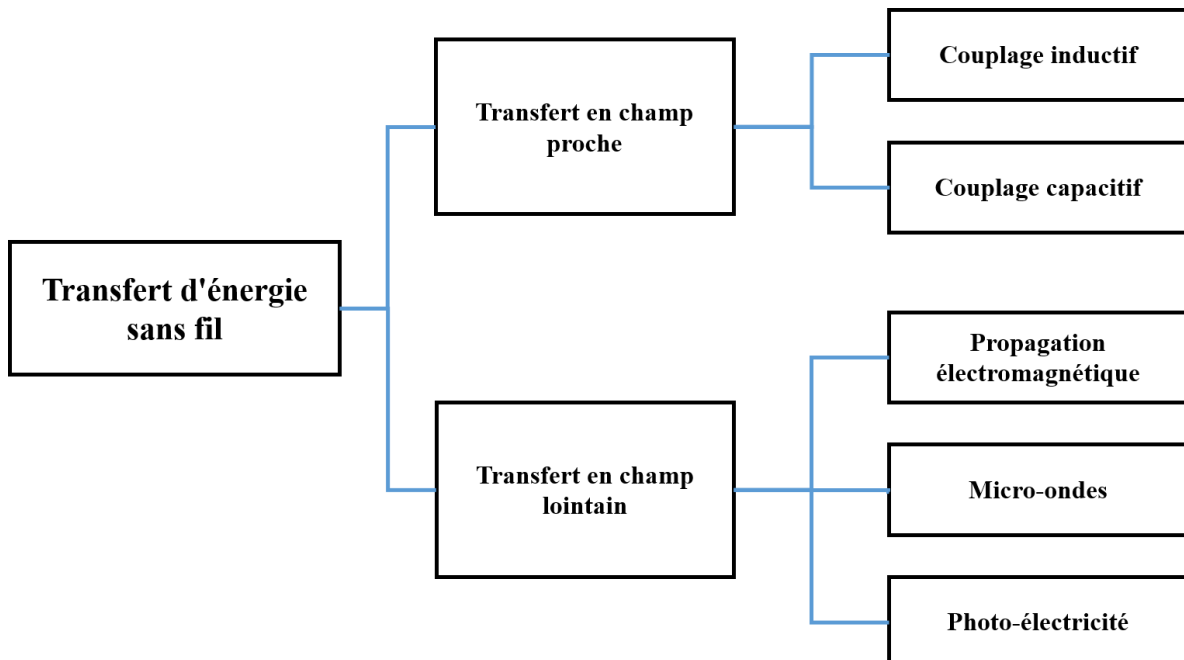 Transfert d'énergie
sans fil
Transfert en champ
proche
Couplage inductif
Couplage capacitif
Transfert en champ
lointain
Propagation
électromagnétique
Micro-ondes
Photo-électricité